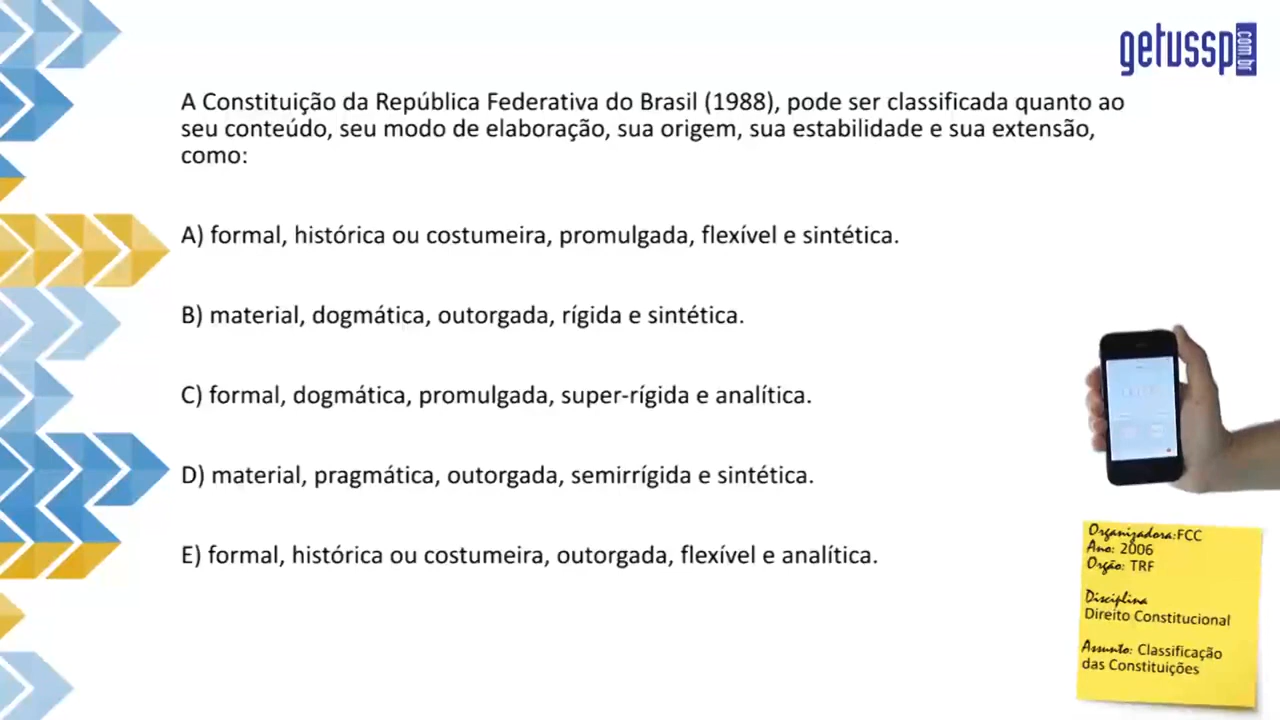 getussp.com.br
A Constituição da República Federativa do Brasil (1988), pode ser classificada quanto ao
seu conteúdo, seu modo de elaboração, sua origem, sua estabilidade e sua extensão,
como:
A) formal, histórica ou costumeira, promulgada, flexível e sintética.
B) material, dogmática, outorgada, rígida e sintética.
C) formal, dogmática, promulgada, super-rígida e analítica.
D) material, pragmática, outorgada, semirrígida e sintética.
E) formal, histórica ou costumeira, outorgada, flexível e analítica.
Organizadora:FCC
Ano: 2006
Orgão: TRF
Disciplina
Direito Constitucional
Assunto: Classificação
das Constituições